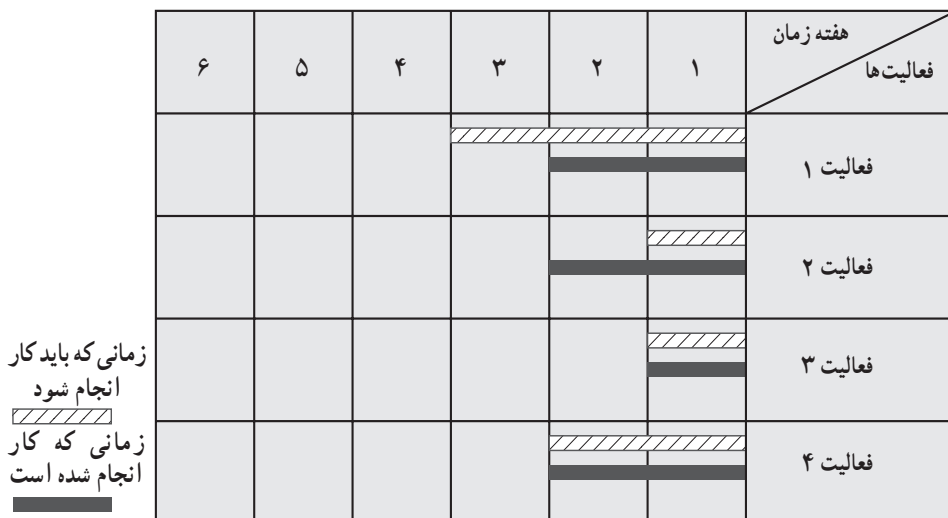 هفته زمان
فعالیت‌ها
۱ ۲ ۳ ۴ ۵ ۶
فعالیت ۱
فعالیت ۲
فعالیت ۳
فعالیت ۴
زمانی که باید کار
انجام شود
زمانی که کار
انجام شده است